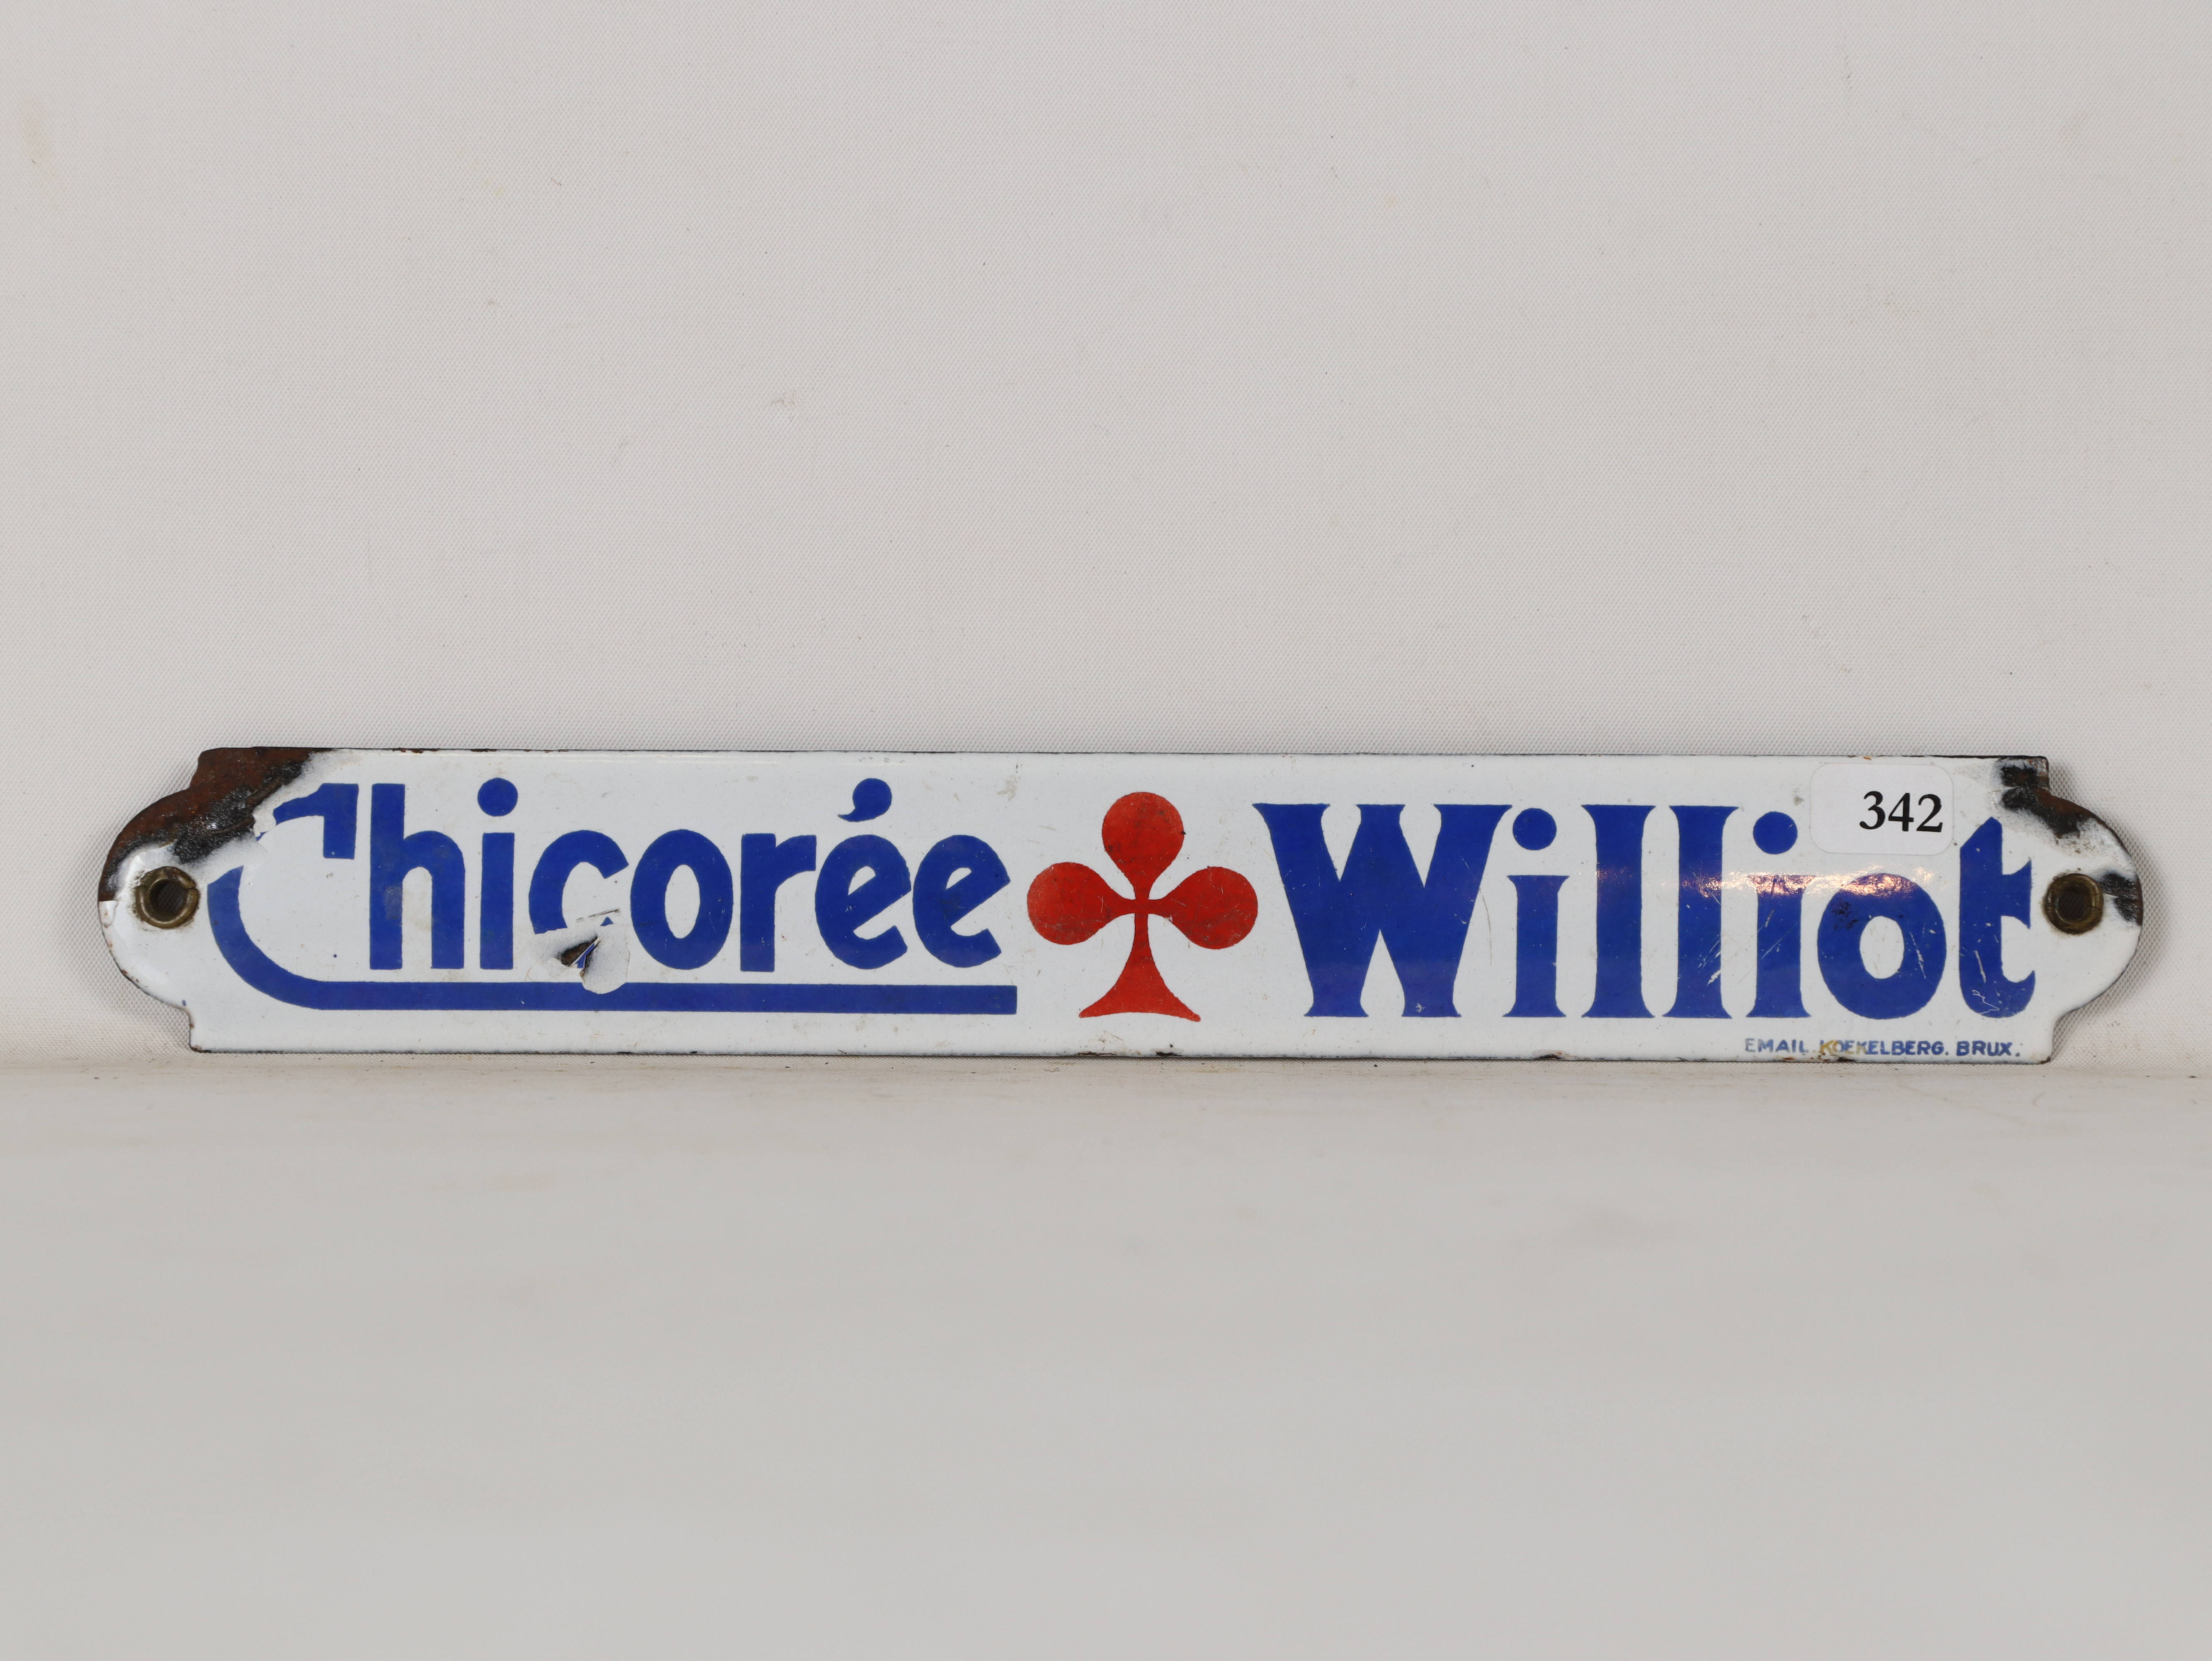 Chicorée Williot
342
EMAIL. KOEKELBERG. BRUX.